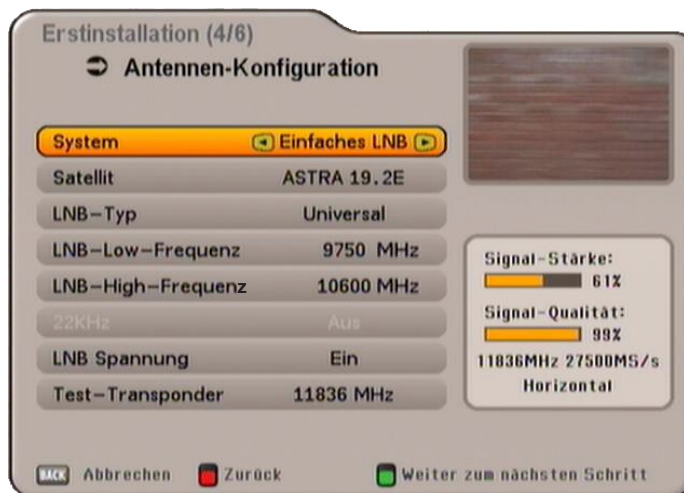 Erstinstallation (4/6)
Antennen-Konfiguration
System Einfaches LNB
Satellit ASTRA 19.2E
LNB-Typ Universal
LNB-Low-Frequenz 9750 MHz
LNB-High-Frequenz 10600 MHz
22KHz Aus
LNB Spannung Ein
Test-Transponder 11836 MHz
Signal-Stärke:
61%
Signal-Qualität:
99%
11836MHz 27500MS/s
Horizontal
BACK Abbrechen Zurück Weiter zum nächsten Schritt